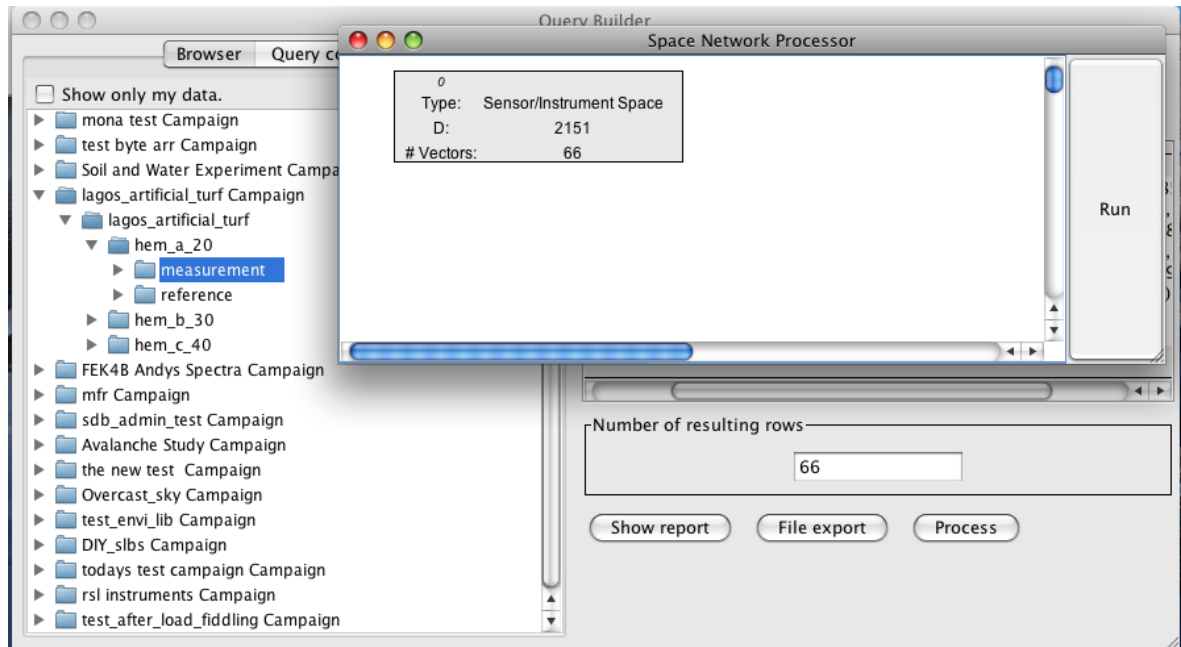 Query Builder
Space Network Processor
Browser
Query co
Show only my data.
mona test Campaign
test byte arr Campaign
Soil and Water Experiment Campa
lagos_artificial_turf Campaign
lagos_artificial_turf
hem_a_20
measurement
reference
hem_b_30
hem_c_40
FEK4B Andys Spectra Campaign
mfr Campaign
sdb_admin_test Campaign
Avalanche Study Campaign
the new test  Campaign
Overcast_sky Campaign
test_envi_lib Campaign
DIY_slbs Campaign
todays test campaign Campaign
rsl instruments Campaign
test_after_load_fiddling Campaign
0
Type: Sensor/Instrument Space
D: 2151
# Vectors: 66
Run
Number of resulting rows
66
Show report
File export
Process